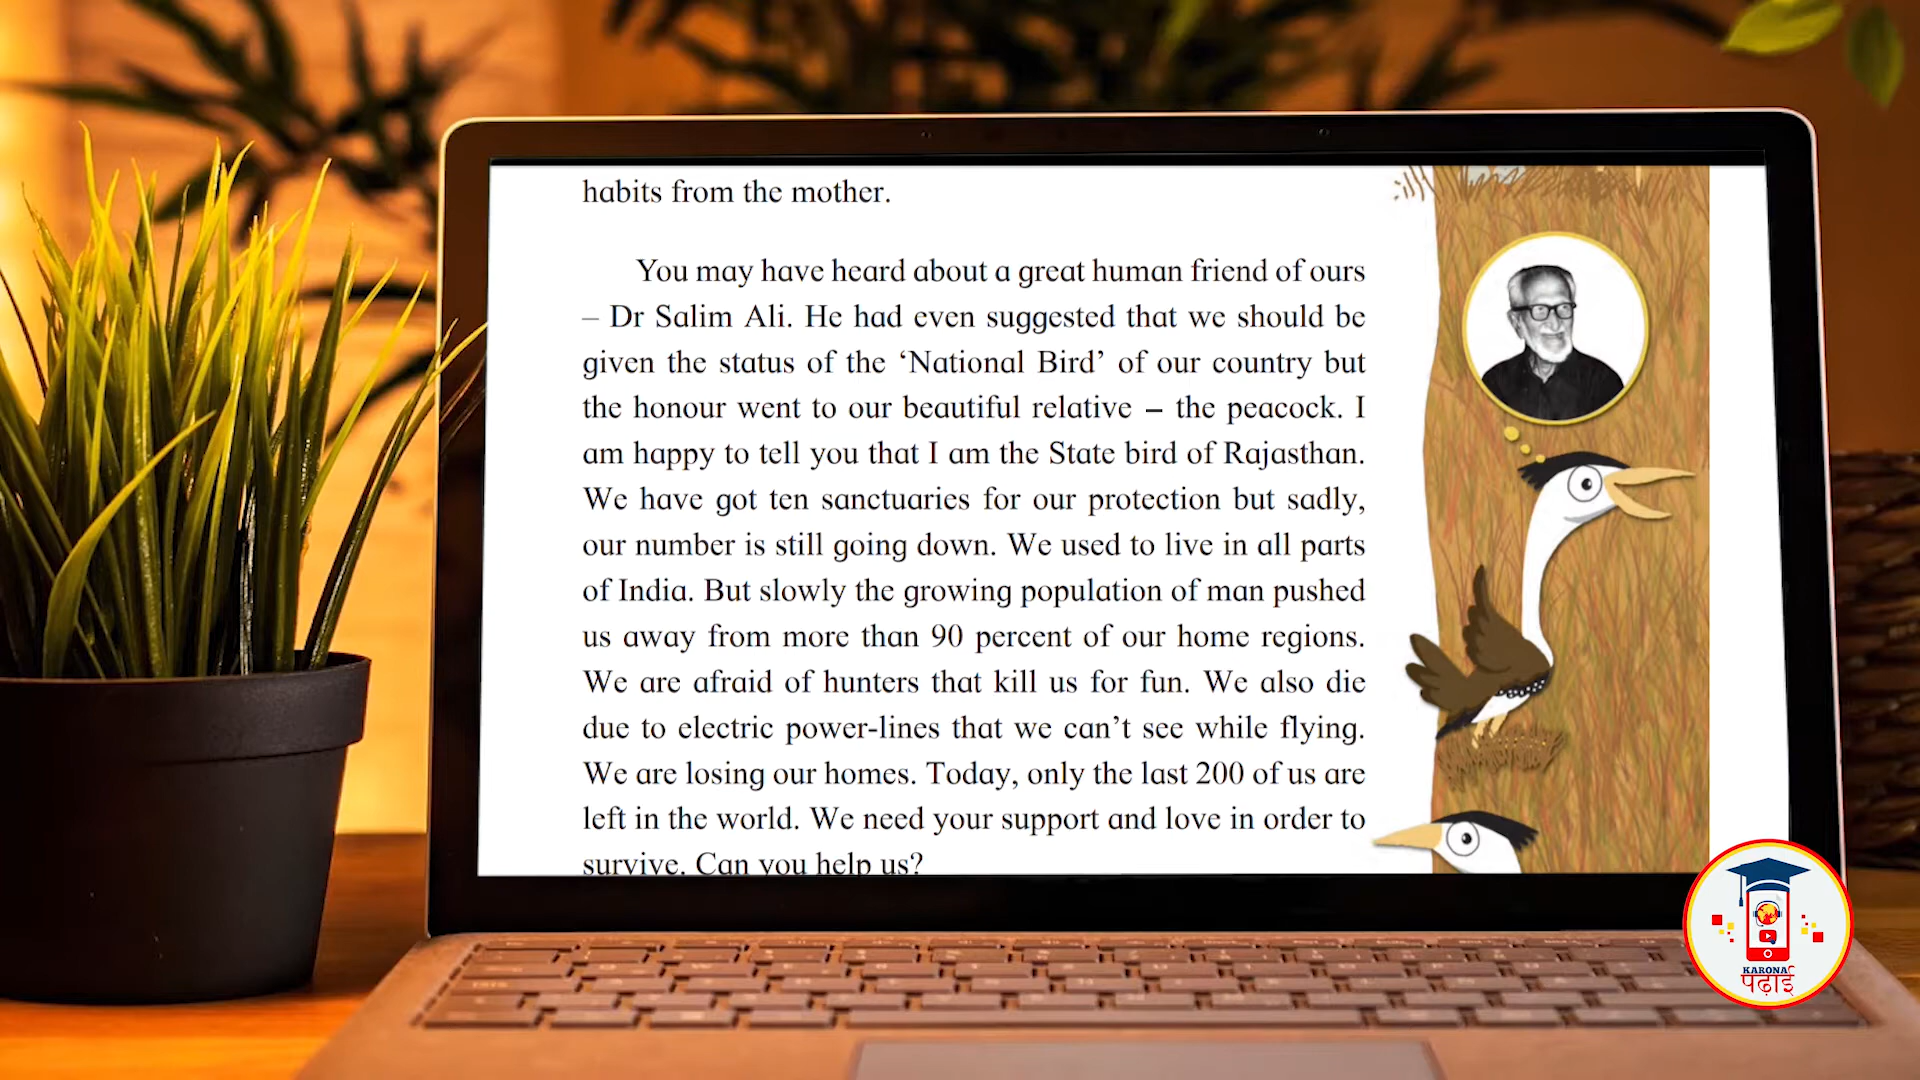 habits from the mother.
You may have heard about a great human friend of ours
– Dr Salim Ali. He had even suggested that we should be
given the status of the ‘National Bird’ of our country but
the honour went to our beautiful relative – the peacock. I
am happy to tell you that I am the State bird of Rajasthan.
We have got ten sanctuaries for our protection but sadly,
our number is still going down. We used to live in all parts
of India. But slowly the growing population of man pushed
us away from more than 90 percent of our home regions.
We are afraid of hunters that kill us for fun. We also die
due to electric power-lines that we can’t see while flying.
We are losing our homes. Today, only the last 200 of us are
left in the world. We need your support and love in order to
survive. Can you help us?
KARONA
पढ़ाई